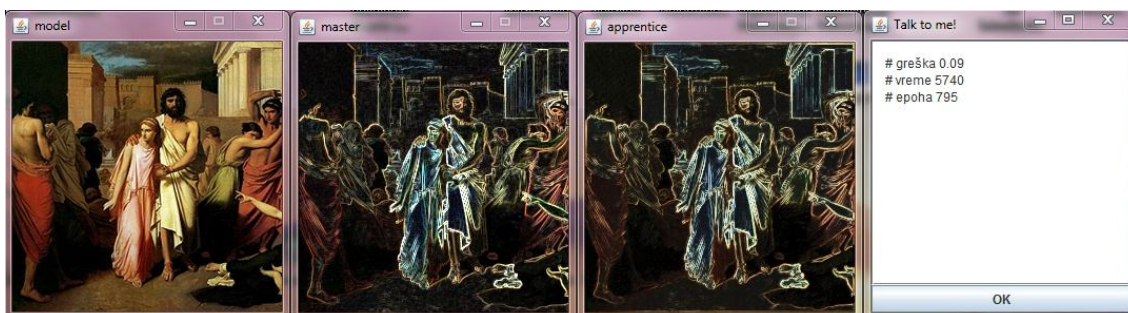 model
master
apprentice
Talk to me!
# greška 0.09
# vreme 5740
# epoha 795
OK